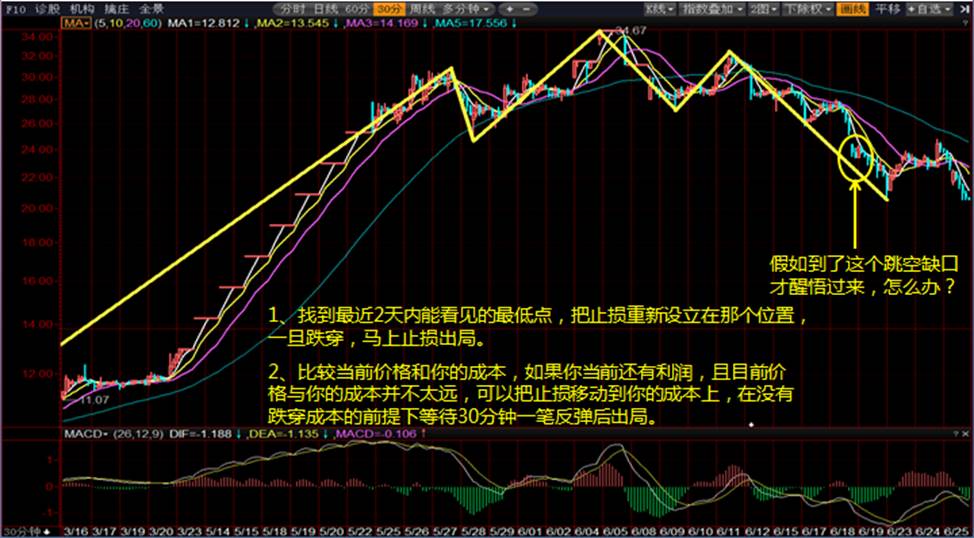 F10 诊股 机构 擒庄 全景 分时 日线 60分 30分 周线 多分钟 + - K线 指数叠加 2图 下除权 画线 平移 +自选
MA (5,10,20,60) MA1=12.812 ↓ ,MA2=13.545 ↓ ,MA3=14.169 ↓ ,MA5=17.556 ↓
34.00
34.67
32.00
30.00
28.00
26.00
24.00
22.00
20.00
18.00
16.00
14.00
12.00
11.07
假如到了这个跳空缺口
才醒悟过来，怎么办？
1、找到最近2天内能看见的最低点，把止损重新设立在那个位置，
一旦跌穿，马上止损出局。
2、比较当前价格和你的成本，如果你当前还有利润，且目前价
格与你的成本并不太远，可以把止损移动到你的成本上，在没有
跌穿成本的前提下等待30分钟一笔反弹后出局。
MACD (26,12,9) DIF=-1.188 ↓ ,DEA=-1.135 ↓ ,MACD=-0.106 ↑ ? ×
1
0
-1
30分钟 3/16 3/17 3/19 3/20 3/23 5/14 5/15 5/18 5/19 5/20 5/22 5/25 5/26 5/27 5/28 5/29 6/01 6/02 6/04 6/05 6/08 6/09 6/10 6/11 6/12 6/15 6/17 6/18 6/19 6/23 6/24 6/25